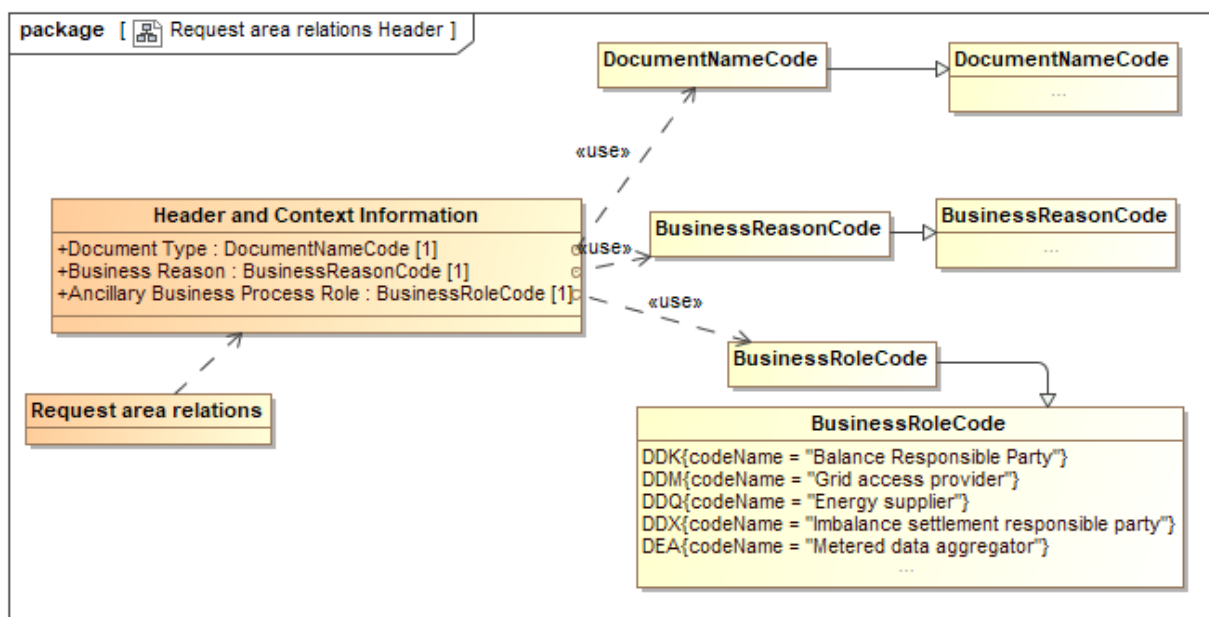 package [ Request area relations Header ]
DocumentNameCode
DocumentNameCode
...
«use»
Header and Context Information
+Document Type : DocumentNameCode [1]
+Business Reason : BusinessReasonCode [1]
+Ancillary Business Process Role : BusinessRoleCode [1]
«use»
BusinessReasonCode
BusinessReasonCode
...
«use»
BusinessRoleCode
Request area relations
BusinessRoleCode
DDK{codeName = "Balance Responsible Party"}
DDM{codeName = "Grid access provider"}
DDQ{codeName = "Energy supplier"}
DDX{codeName = "Imbalance settlement responsible party"}
DEA{codeName = "Metered data aggregator"}
...